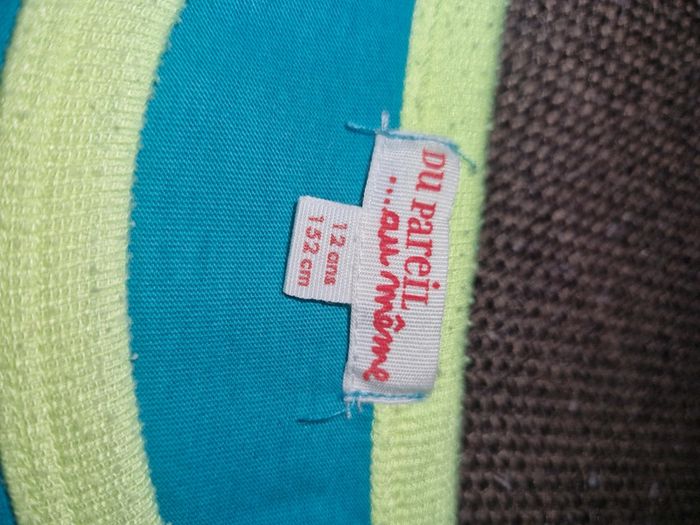 DU PAREIL
...au même
12 ans
152 cm